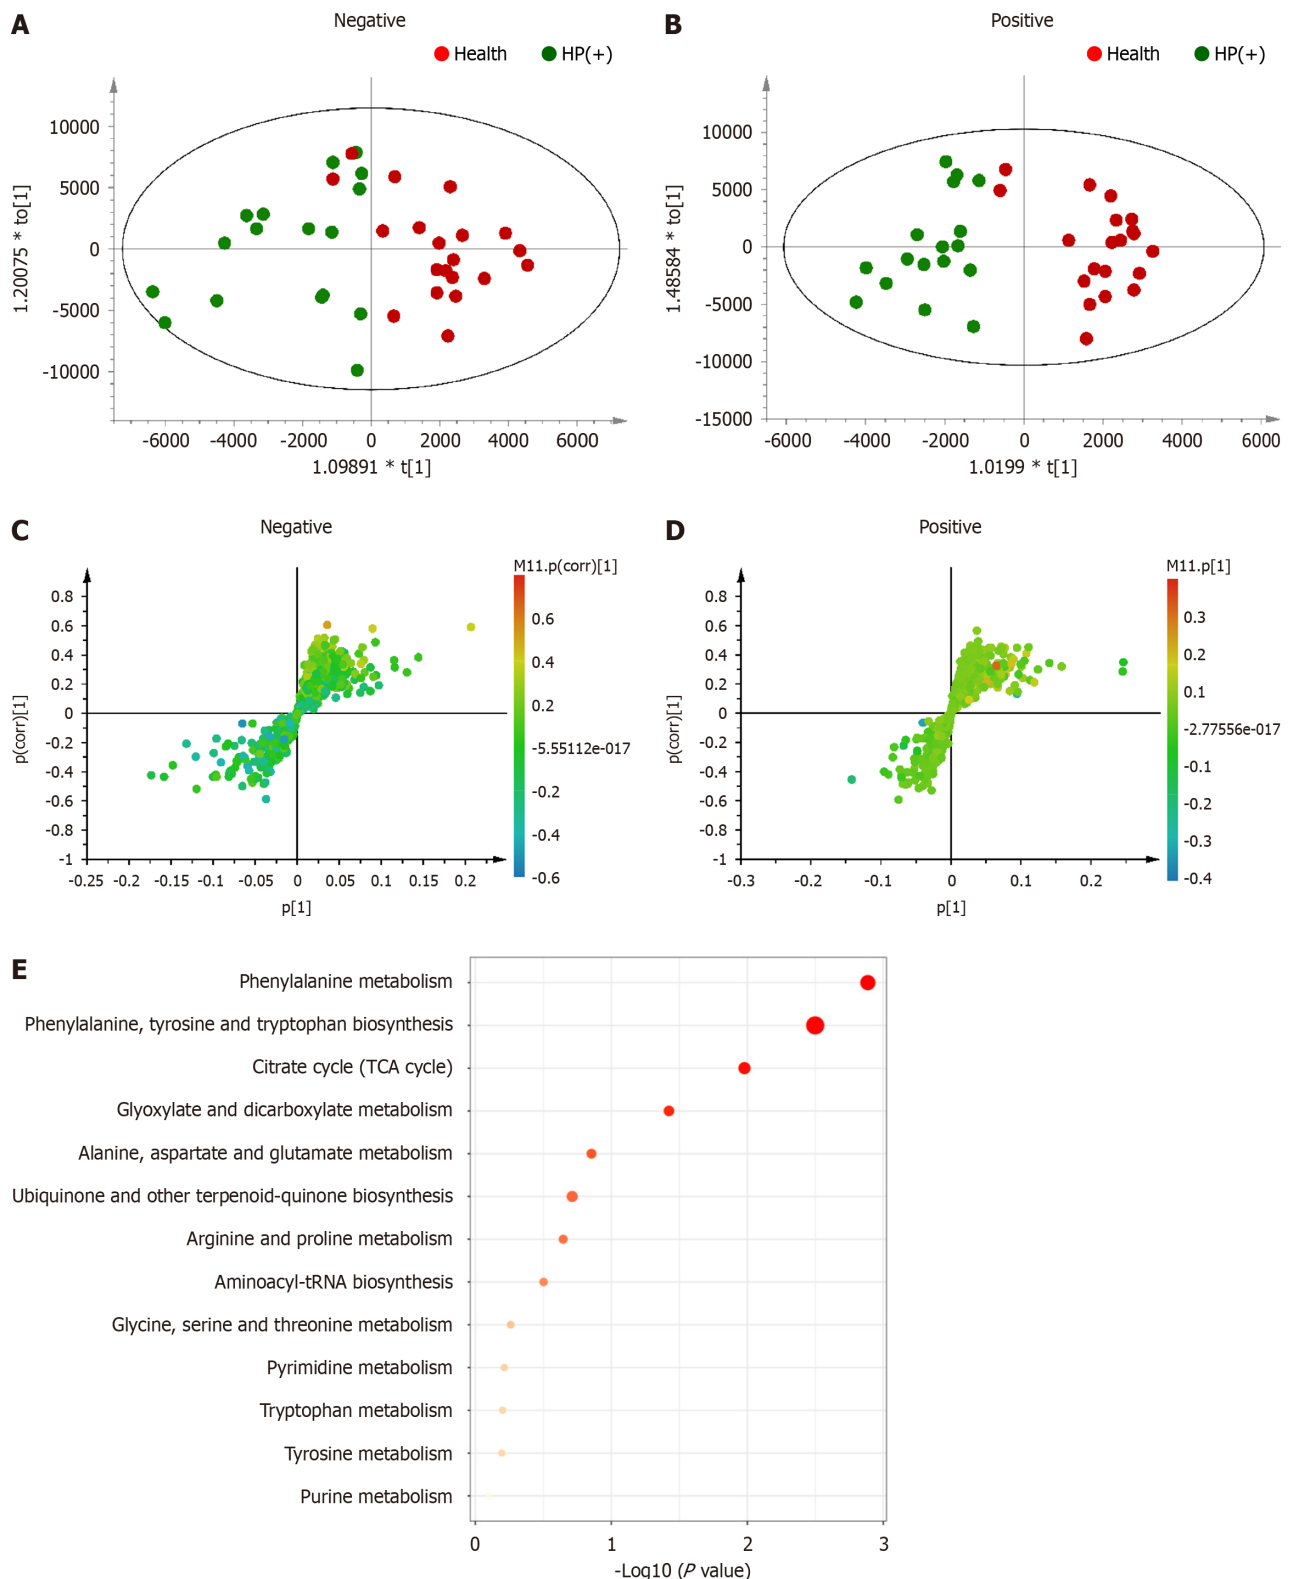 A
Negative
Health
HP(+)
10000
5000
0
-5000
-10000
1.20075 * to[1]
-6000
-4000
-2000
0
2000
4000
6000
1.09891 * t[1]
B
Positive
Health
HP(+)
10000
5000
0
-5000
-10000
-15000
1.48584 * to[1]
-6000
-4000
-2000
0
2000
4000
6000
1.0199 * t[1]
C
Negative
M11.p(corr)[1]
0.8
0.6
0.4
0.2
0
-0.2
-0.4
-0.6
-0.8
-1
p(corr)[1]
-0.25
-0.2
-0.15
-0.1
-0.05
0
0.05
0.1
0.15
0.2
p[1]
0.6
0.4
0.2
-5.55112e-017
-0.2
-0.4
-0.6
D
Positive
M11.p[1]
0.8
0.6
0.4
0.2
0
-0.2
-0.4
-0.6
-0.8
-1
p(corr)[1]
-0.3
-0.2
-0.1
0
0.1
0.2
p[1]
0.3
0.2
0.1
-2.77556e-017
-0.1
-0.2
-0.3
-0.4
E
Phenylalanine metabolism
Phenylalanine, tyrosine and tryptophan biosynthesis
Citrate cycle (TCA cycle)
Glyoxylate and dicarboxylate metabolism
Alanine, aspartate and glutamate metabolism
Ubiquinone and other terpenoid-quinone biosynthesis
Arginine and proline metabolism
Aminoacyl-tRNA biosynthesis
Glycine, serine and threonine metabolism
Pyrimidine metabolism
Tryptophan metabolism
Tyrosine metabolism
Purine metabolism
0
1
2
3
-Log10 (P value)